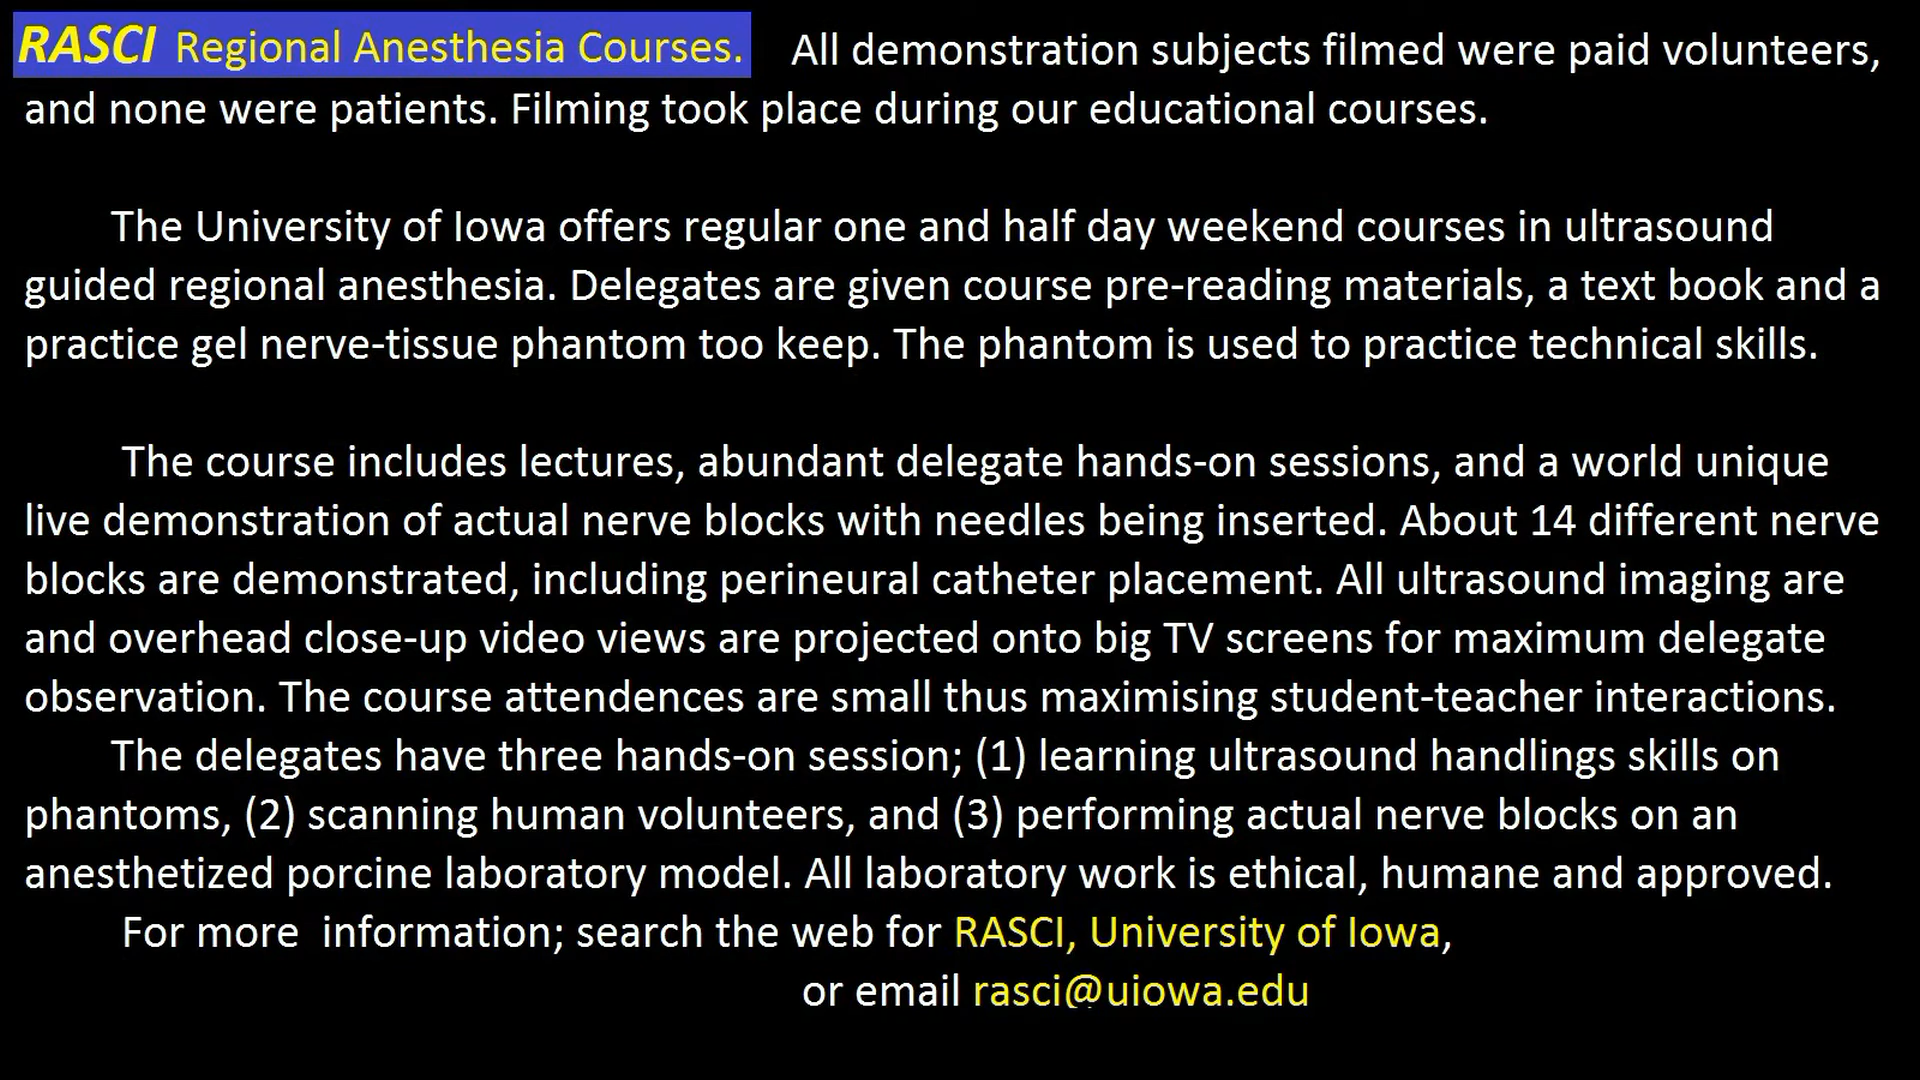 RASCI Regional Anesthesia Courses. All demonstration subjects filmed were paid volunteers,
and none were patients. Filming took place during our educational courses.
The University of Iowa offers regular one and half day weekend courses in ultrasound
guided regional anesthesia. Delegates are given course pre-reading materials, a text book and a
practice gel nerve-tissue phantom too keep. The phantom is used to practice technical skills.
The course includes lectures, abundant delegate hands-on sessions, and a world unique
live demonstration of actual nerve blocks with needles being inserted. About 14 different nerve
blocks are demonstrated, including perineural catheter placement. All ultrasound imaging are
and overhead close-up video views are projected onto big TV screens for maximum delegate
observation. The course attendences are small thus maximising student-teacher interactions.
The delegates have three hands-on session; (1) learning ultrasound handlings skills on
phantoms, (2) scanning human volunteers, and (3) performing actual nerve blocks on an
anesthetized porcine laboratory model. All laboratory work is ethical, humane and approved.
For more  information; search the web for RASCI, University of Iowa,
or email rasci@uiowa.edu